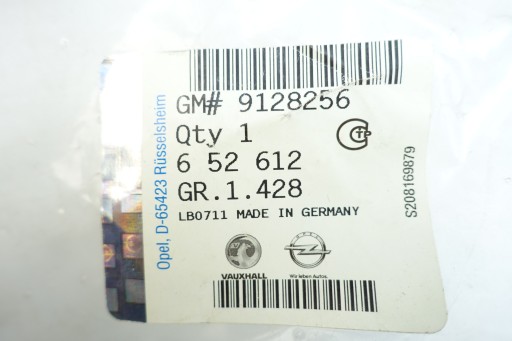 GM# 9128256
Qty 1
6 52 612
GR.1.428
LB0711 MADE IN GERMANY
VAUXHALL
OPEL
Wir leben Autos.
Opel, D-65423 Rüsselsheim
S208169879